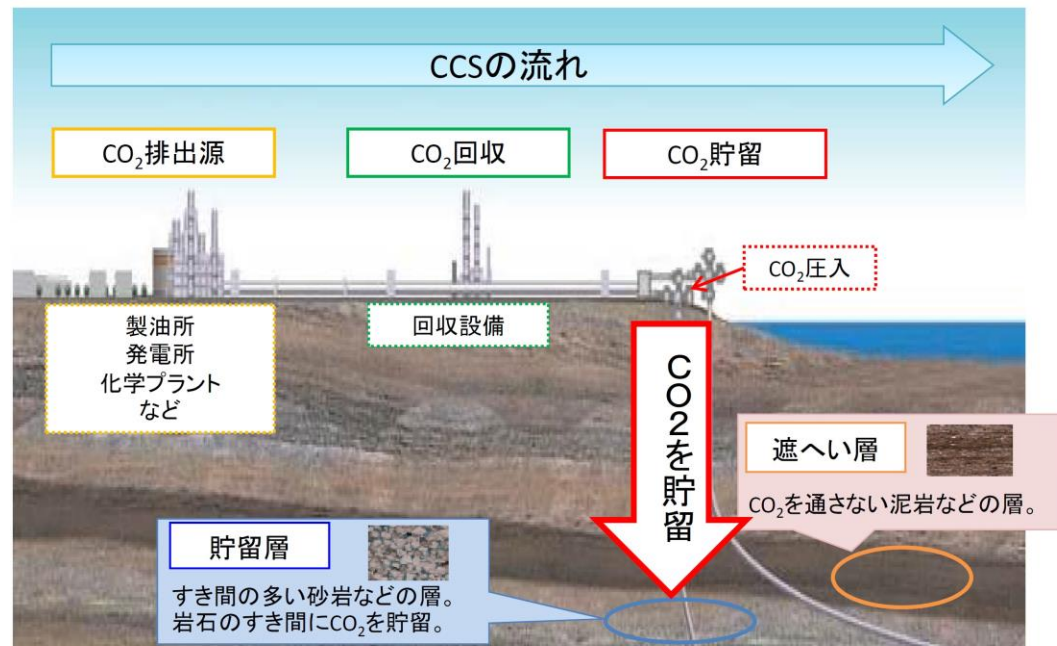 CCSの流れ
CO₂排出源
CO₂回収
CO₂貯留
CO₂圧入
製油所
発電所
化学プラント
など
回収設備
CO2を貯留
遮へい層
CO₂を通さない泥岩などの層。
貯留層
すき間の多い砂岩などの層。
岩石のすき間にCO₂を貯留。